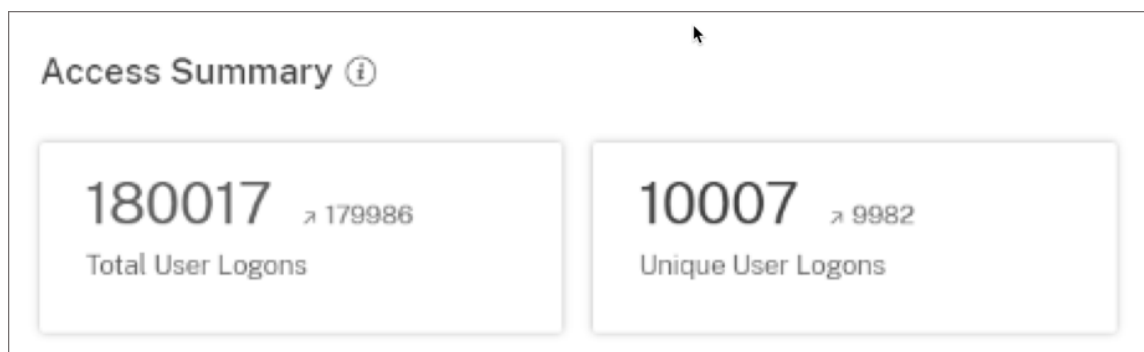 Access Summary
180017 ↗ 179986
Total User Logons
10007 ↗ 9982
Unique User Logons